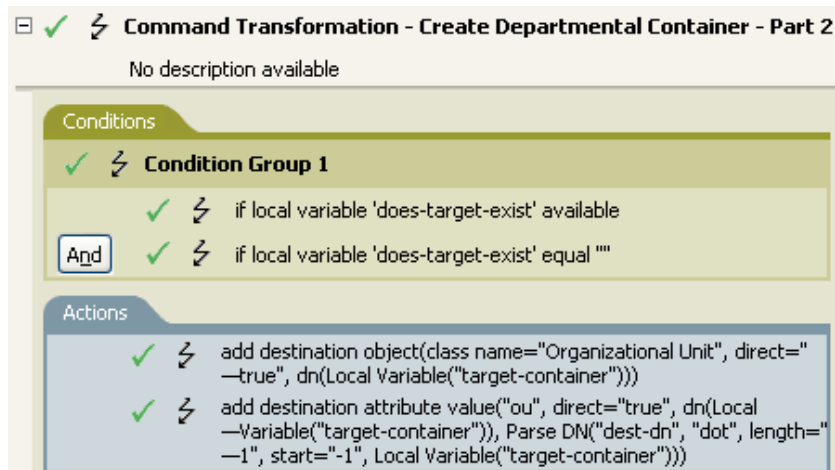 Command Transformation - Create Departmental Container - Part 2
No description available
Conditions
Condition Group 1
if local variable 'does-target-exist' available
And
if local variable 'does-target-exist' equal ""
Actions
add destination object(class name="Organizational Unit", direct="
—true", dn(Local Variable("target-container")))
add destination attribute value("ou", direct="true", dn(Local
—Variable("target-container")), Parse DN("dest-dn", "dot", length="
—1", start="-1", Local Variable("target-container")))